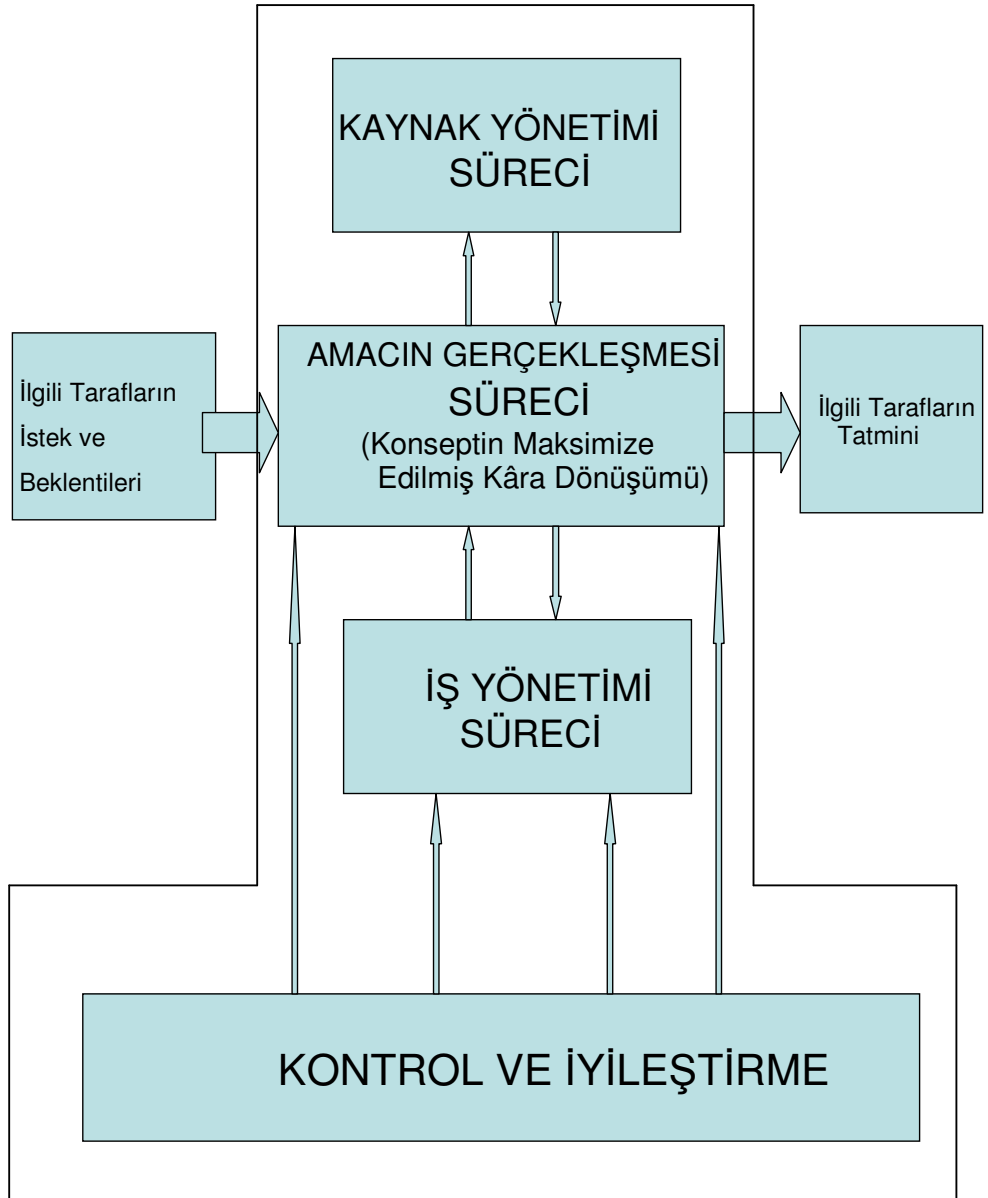 KAYNAK YÖNETİMİ
SÜRECİ
İlgili Tarafların
İstek ve
Beklentileri
AMACIN GERÇEKLEŞMESİ
SÜRECİ
(Konseptin Maksimize
Edilmiş Kâra Dönüşümü)
İlgili Tarafların
Tatmini
İŞ YÖNETİMİ
SÜRECİ
KONTROL VE İYİLEŞTİRME